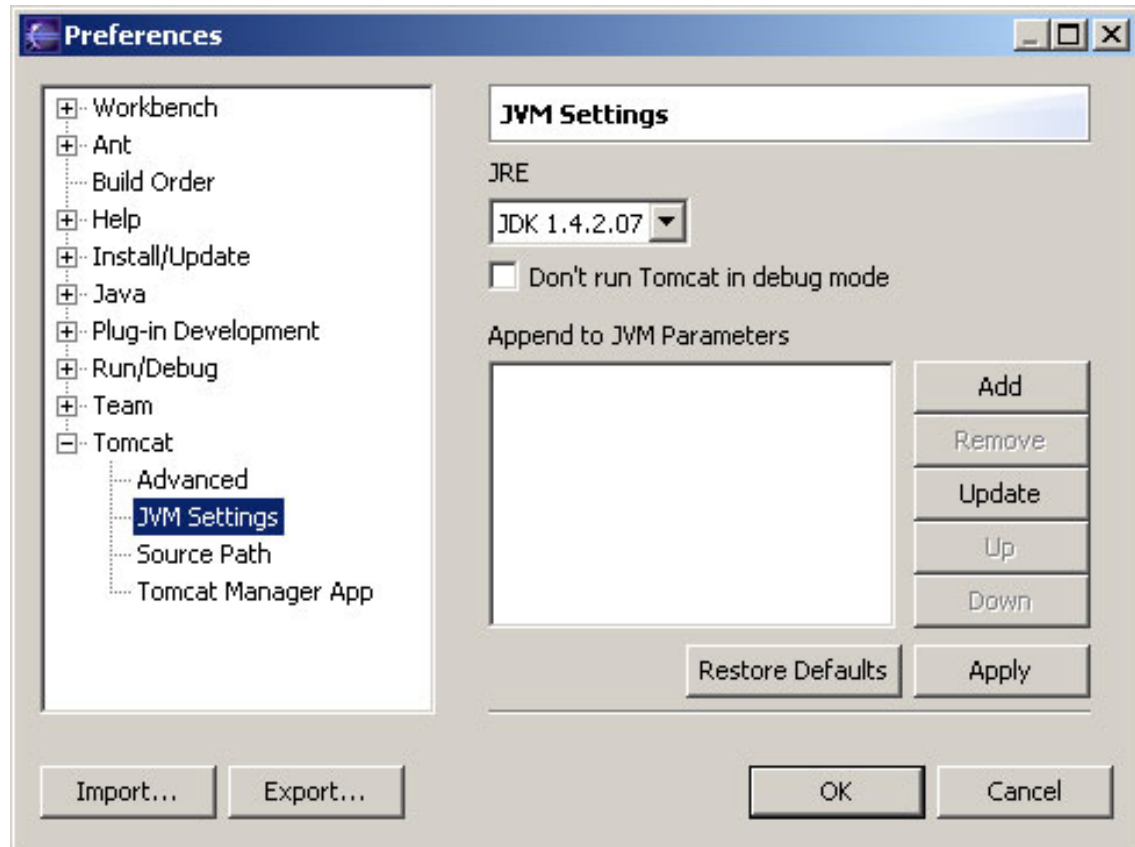 Preferences
Workbench
Ant
Build Order
Help
Install/Update
Java
Plug-in Development
Run/Debug
Team
Tomcat
Advanced
JVM Settings
Source Path
Tomcat Manager App
JVM Settings
JRE
JDK 1.4.2.07
Don't run Tomcat in debug mode
Append to JVM Parameters
Add
Remove
Update
Up
Down
Restore Defaults
Apply
Import...
Export...
OK
Cancel